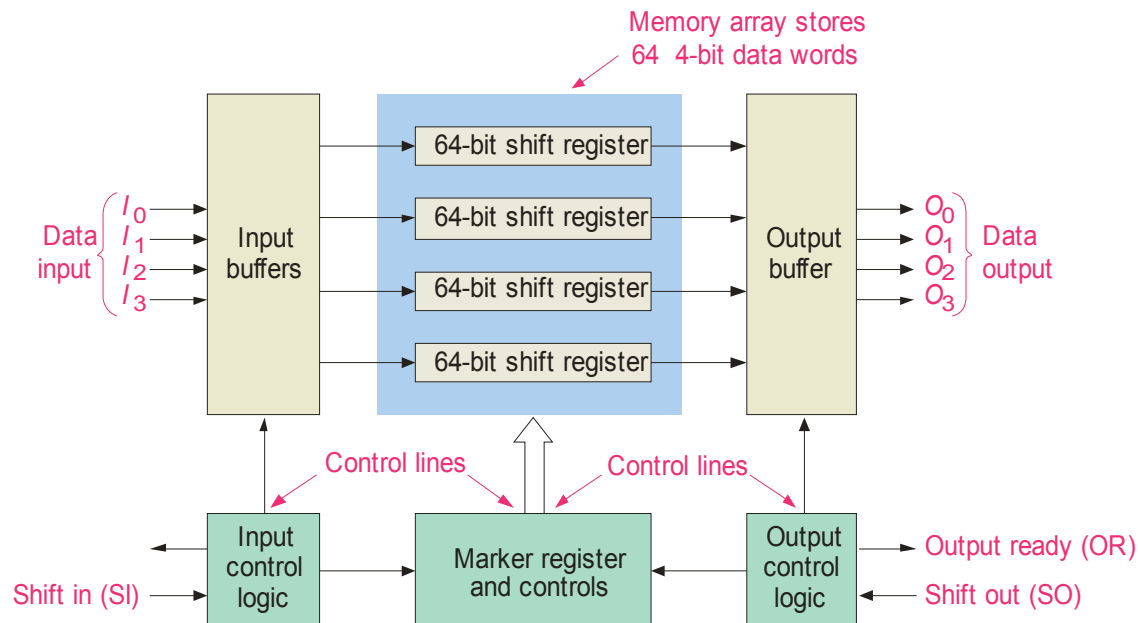 Memory array stores
64 4-bit data words
64-bit shift register
64-bit shift register
64-bit shift register
64-bit shift register
Data
input
I0
I1
I2
I3
Input
buffers
Output
buffer
O0
O1
O2
O3
Data
output
Control lines
Control lines
Input
control
logic
Marker register
and controls
Output
control
logic
Shift in (SI)
Output ready (OR)
Shift out (SO)